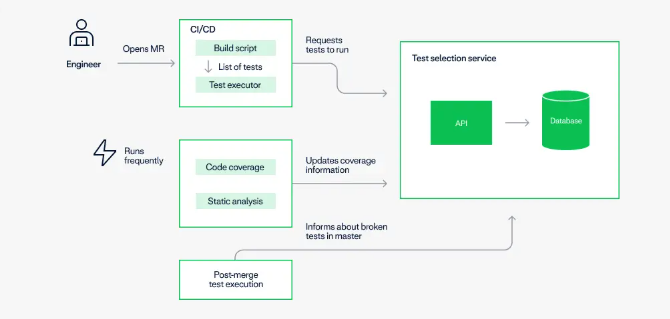 CI/CD
Build script
Opens MR
List of tests
Engineer
Test executor
Requests
tests to run
Test selection service
API
Database
Runs
frequently
Code coverage
Static analysis
Updates coverage
information
Informs about broken
tests in master
Post-merge
test execution